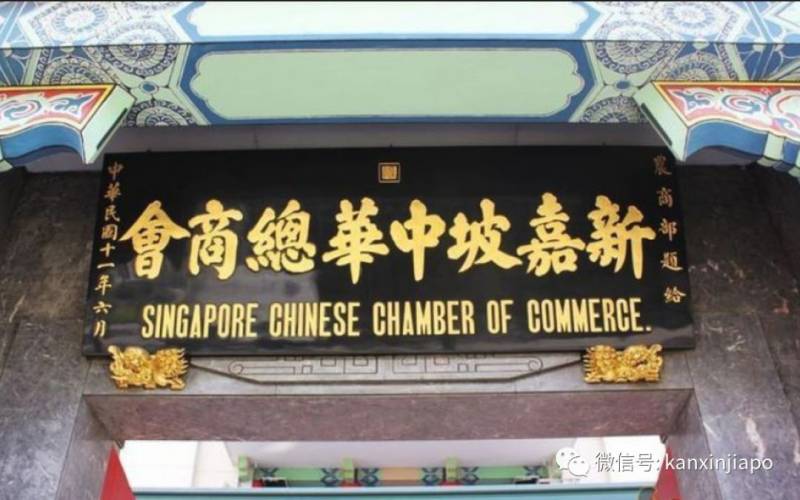 農商部題給
新嘉坡中華總商會
中華民國十一年六月
SINGAPORE CHINESE CHAMBER OF COMMERCE.
微信号: kanxinjiapo